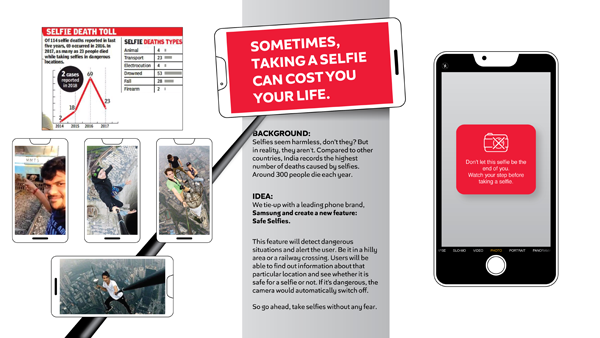 SELFIE DEATH TOLL
Of 114 selfie deaths reported in last
five years, 60 occurred in 2016. In
2017, as many as 23 people died
while taking selfies in dangerous
locations.
2 cases
reported
in 2018
2
18
69
23
2014 2015 2016 2017
SELFIE DEATHS TYPES
Animal 4
Transport 23
Electrocution 4
Drowned 53
Fall 28
Firearm 2
SOMETIMES,
TAKING A SELFIE
CAN COST YOU
YOUR LIFE.
BACKGROUND:
Selfies seem harmless, don't they? But
in reality, they aren't. Compared to other
countries, India records the highest
number of deaths caused by selfies.
Around 300 people die each year.
IDEA:
We tie-up with a leading phone brand,
Samsung and create a new feature:
Safe Selfies.
This feature will detect dangerous
situations and alert the user. Be it in a hilly
area or a railway crossing. Users will be
able to find out information about that
particular location and see whether it is
safe for a selfie or not. If it's dangerous, the
camera would automatically switch off.
So go ahead, take selfies without any fear.
Don't let this selfie be the
end of you.
Watch your step before
taking a selfie.
SLO-MO VIDEO PHOTO PORTRAIT